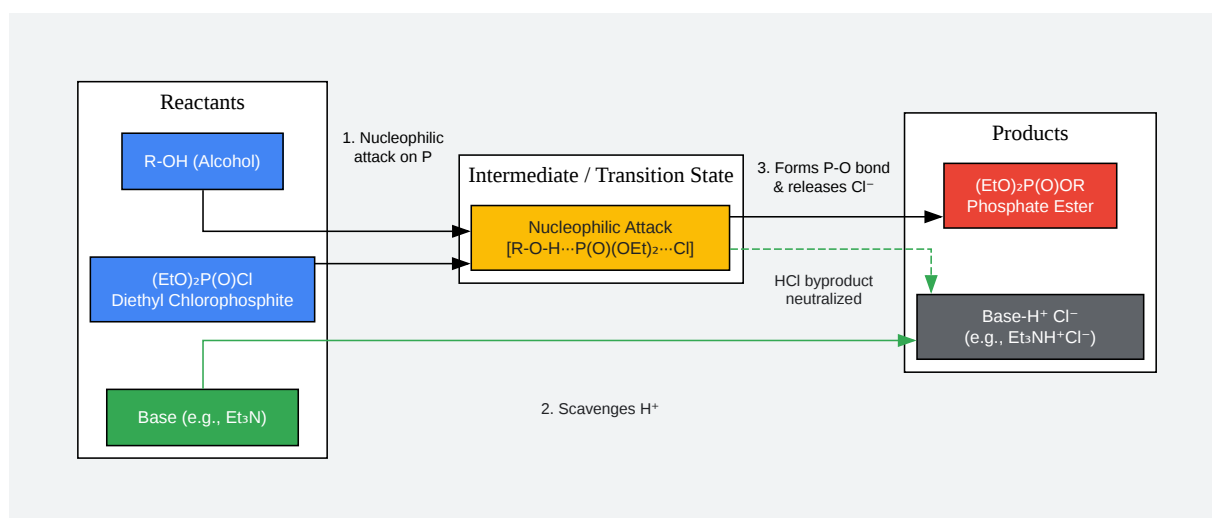 Reactants
R-OH (Alcohol)
(EtO)₂P(O)Cl
Diethyl Chlorophosphite
Base (e.g., Et₃N)
1. Nucleophilic
attack on P
Intermediate / Transition State
Nucleophilic Attack
[R-O-H···P(O)(OEt)₂···Cl]
2. Scavenges H⁺
3. Forms P-O bond
& releases Cl⁻
HCl byproduct
neutralized
Products
(EtO)₂P(O)OR
Phosphate Ester
Base-H⁺ Cl⁻
(e.g., Et₃NH⁺Cl⁻)